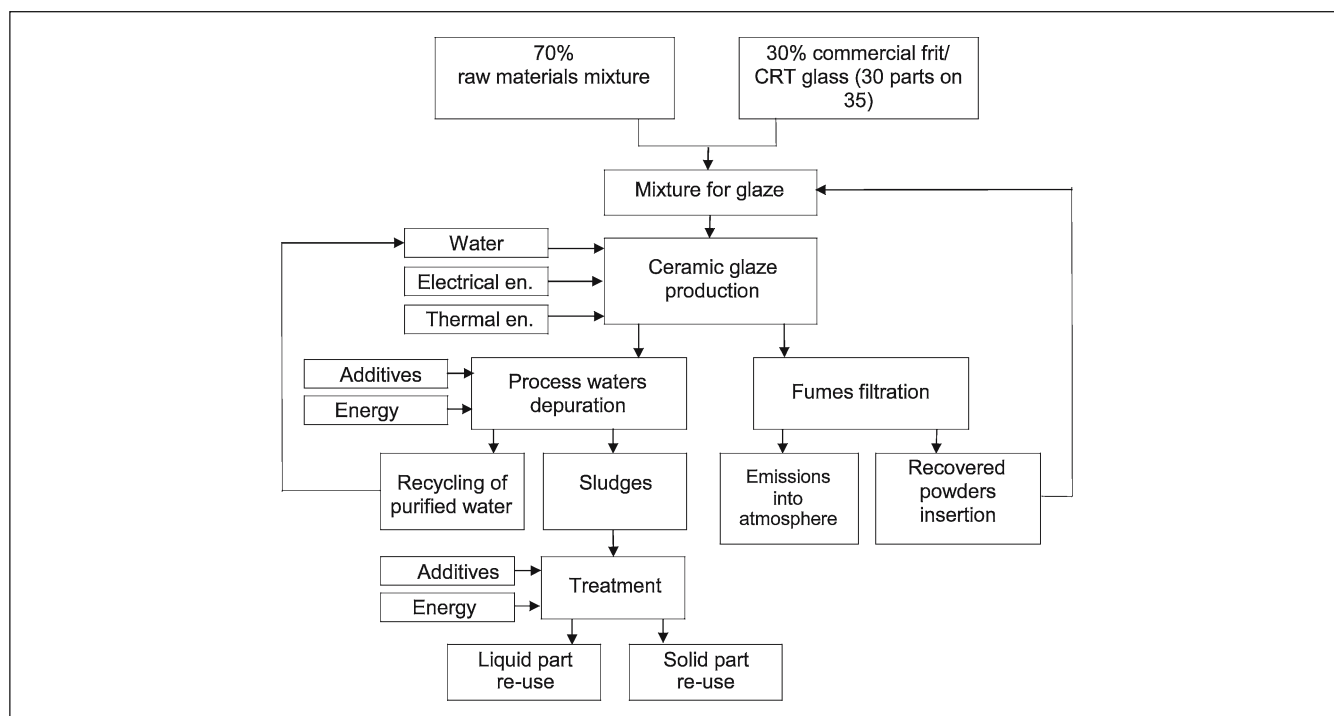 70%
raw materials mixture
30% commercial frit/
CRT glass (30 parts on
35)
Mixture for glaze
Water
Electrical en.
Thermal en.
Ceramic glaze
production
Additives
Energy
Process waters
depuration
Fumes filtration
Recycling of
purified water
Sludges
Emissions
into
atmosphere
Recovered
powders
insertion
Additives
Energy
Treatment
Liquid part
re-use
Solid part
re-use